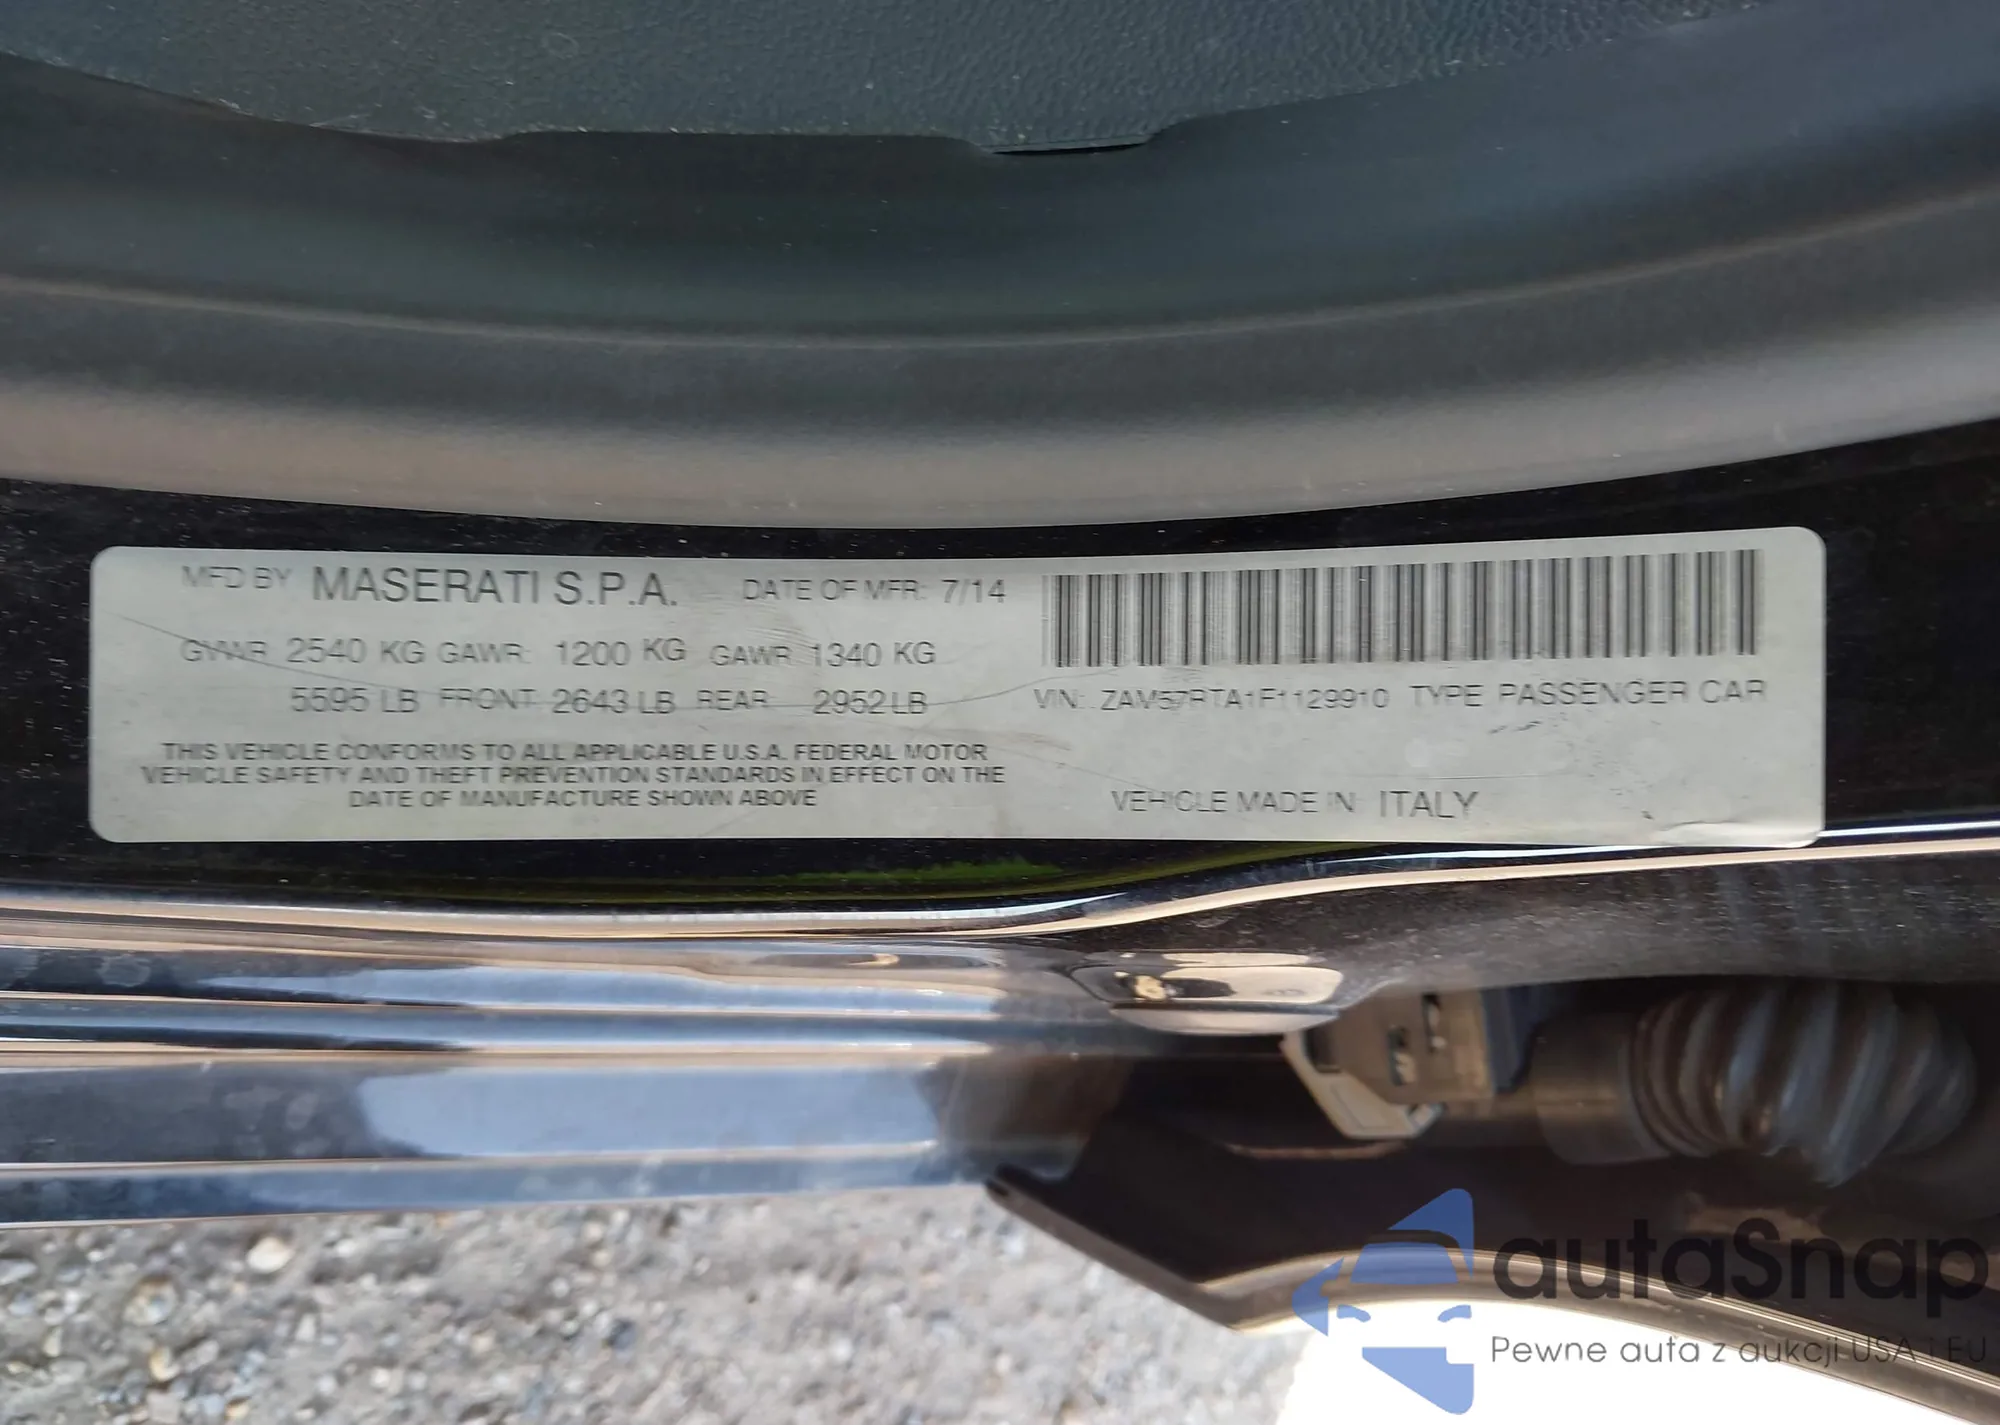 MFD BY MASERATI S.P.A. DATE OF MFR: 7/14
GVWR 2540 KG GAWR: 1200 KG GAWR 1340 KG
5595 LB FRONT 2643 LB REAR 2952 LB
THIS VEHICLE CONFORMS TO ALL APPLICABLE U.S.A. FEDERAL MOTOR
VEHICLE SAFETY AND THEFT PREVENTION STANDARDS IN EFFECT ON THE
DATE OF MANUFACTURE SHOWN ABOVE
VIN: ZAM57RTA1F1129910 TYPE PASSENGER CAR
VEHICLE MADE IN: ITALY
autaSnap
Pewne auta z aukcji USA i EU